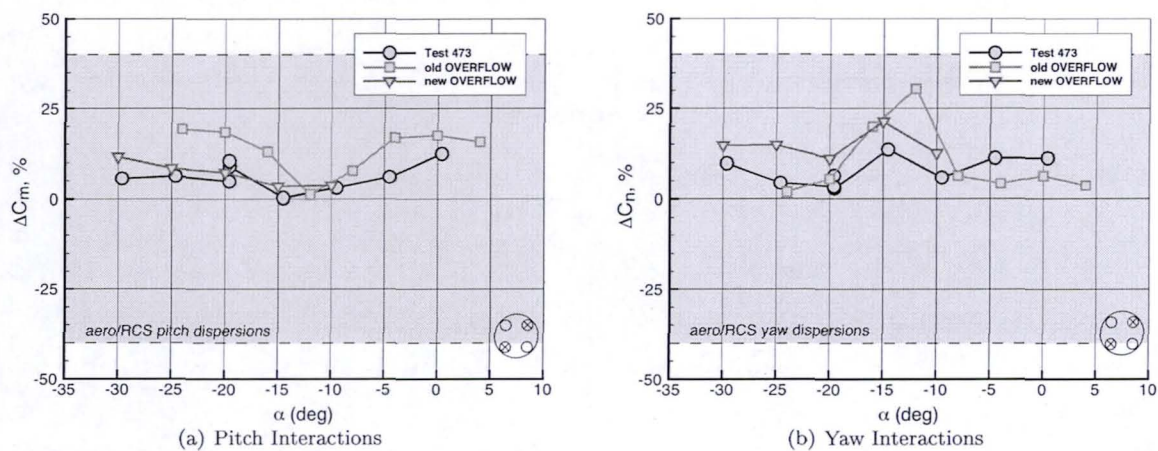 50
25
0
-25
-50
ΔCm, %
Test 473
old OVERFLOW
new OVERFLOW
aero/RCS pitch dispersions
-35 -30 -25 -20 -15 -10 -5 0 5 10
α (deg)
(a) Pitch Interactions
50
25
0
-25
-50
ΔCn, %
Test 473
old OVERFLOW
new OVERFLOW
aero/RCS yaw dispersions
-35 -30 -25 -20 -15 -10 -5 0 5 10
α (deg)
(b) Yaw Interactions